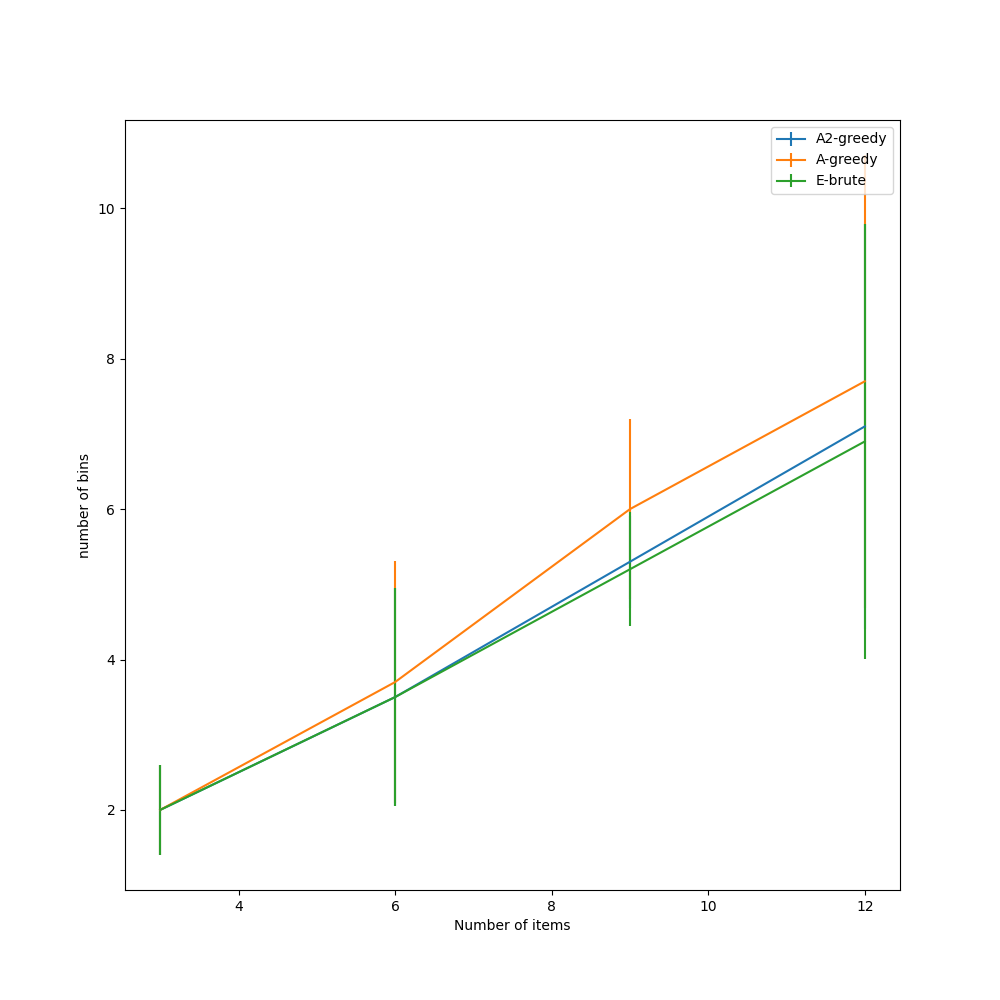 A2-greedy
A-greedy
E-brute
10
8
6
4
2
number of bins
4 6 8 10 12
Number of items